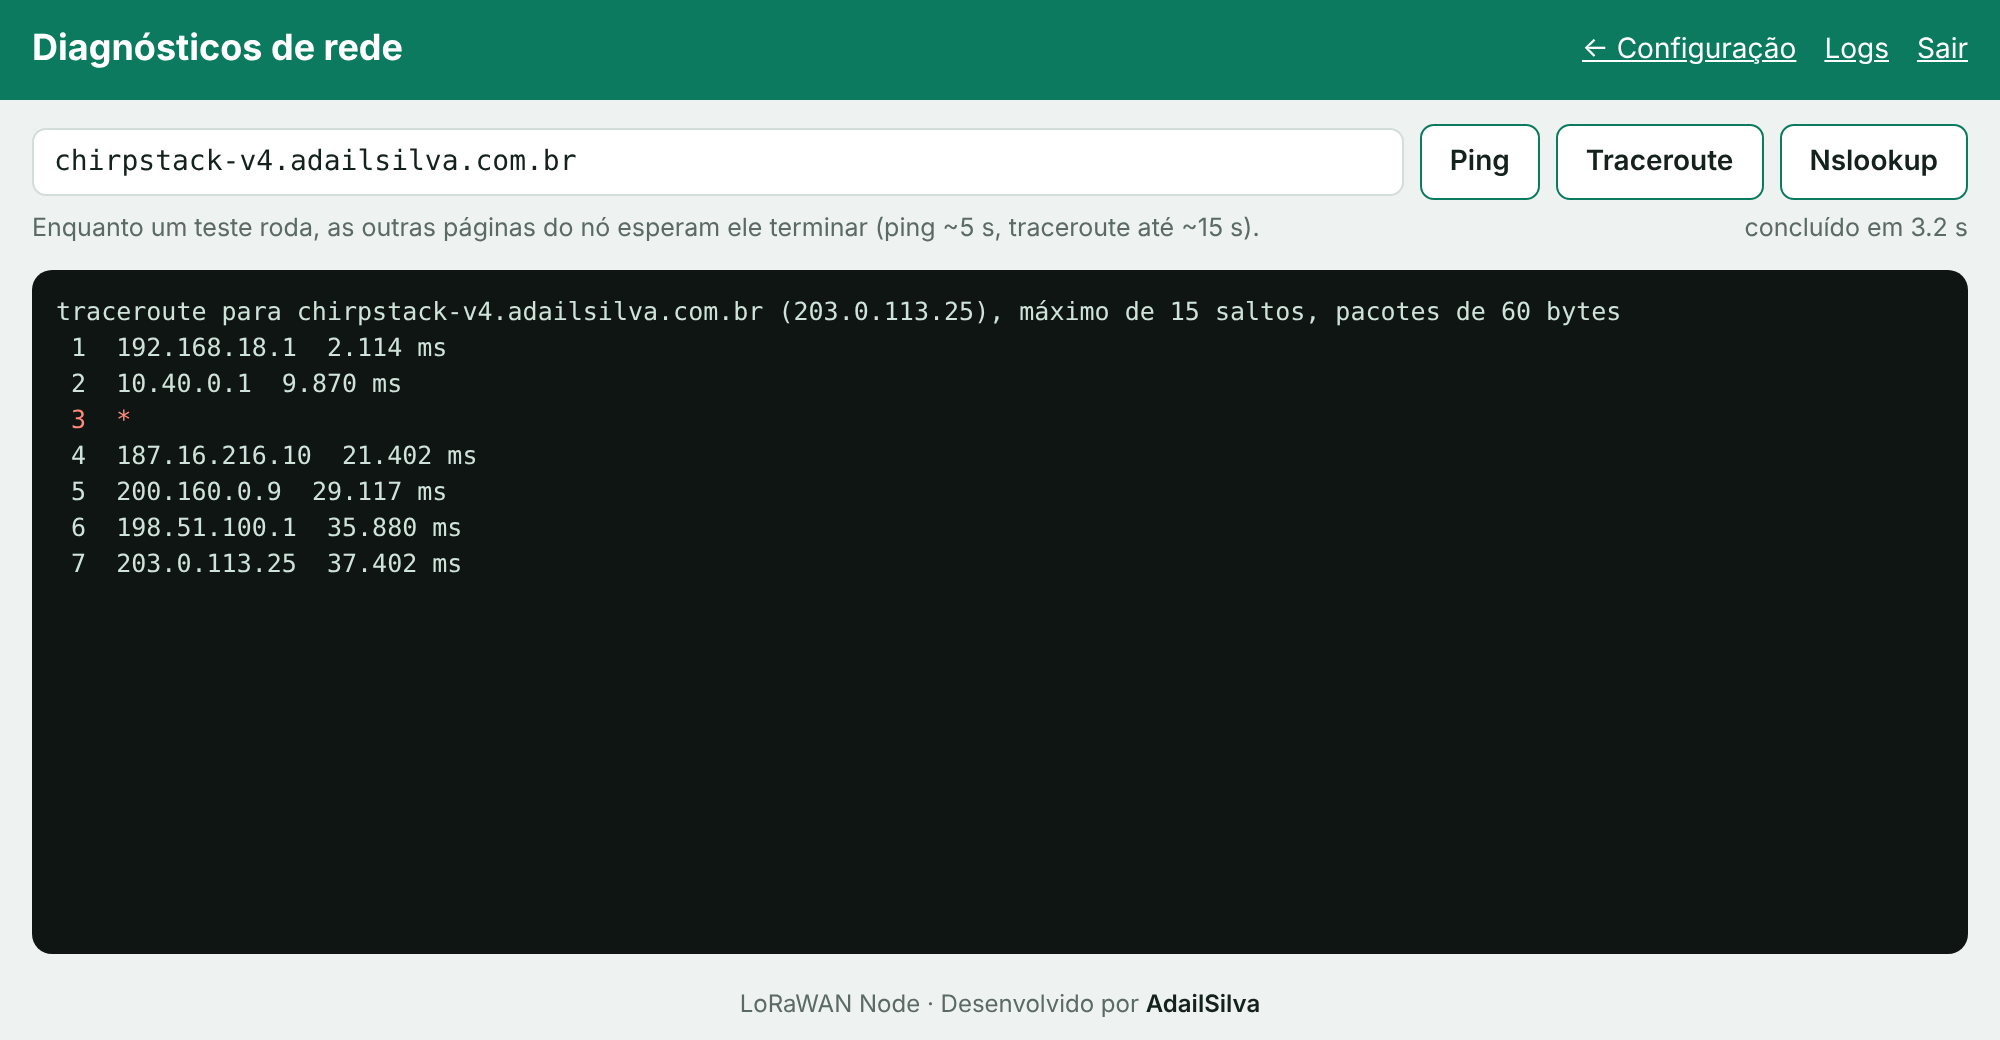 Diagnósticos de rede
← Configuração Logs Sair
chirpstack-v4.adailsilva.com.br
Ping
Traceroute
Nslookup
Enquanto um teste roda, as outras páginas do nó esperam ele terminar (ping ~5 s, traceroute até ~15 s).
concluído em 3.2 s
traceroute para chirpstack-v4.adailsilva.com.br (203.0.113.25), máximo de 15 saltos, pacotes de 60 bytes
1  192.168.18.1  2.114 ms
2  10.40.0.1  9.870 ms
3  *
4  187.16.216.10  21.402 ms
5  200.160.0.9  29.117 ms
6  198.51.100.1  35.880 ms
7  203.0.113.25  37.402 ms
LoRaWAN Node · Desenvolvido por AdailSilva